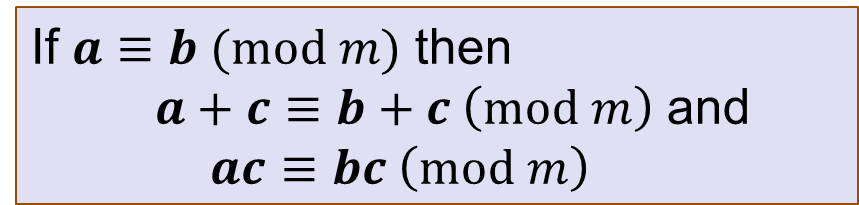 If a ≡ b (mod m) then
a + c ≡ b + c (mod m) and
ac ≡ bc (mod m)